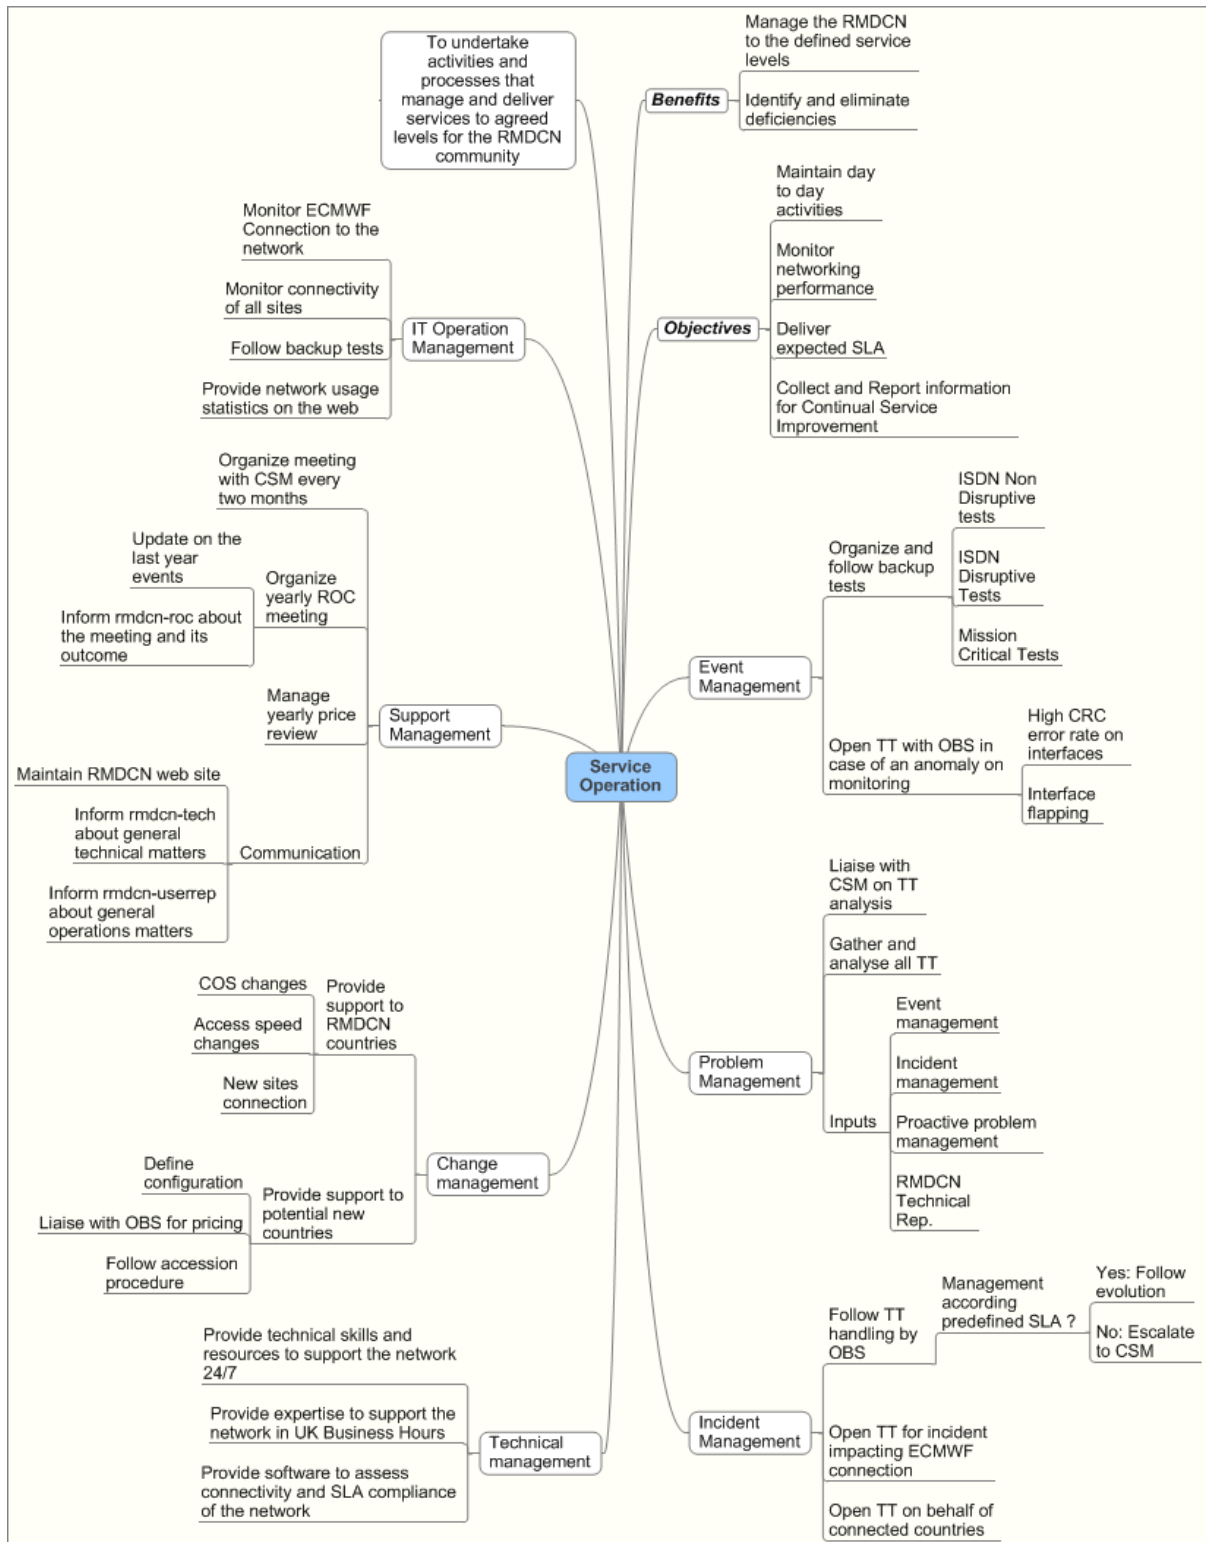 To undertake
activities and
processes that
manage and deliver
services to agreed
levels for the RMDCN
community
Benefits
Manage the RMDCN
to the defined service
levels
Identify and eliminate
deficiencies
Objectives
Maintain day
to day
activities
Monitor
networking
performance
Deliver
expected SLA
Collect and Report information
for Continual Service
Improvement
Monitor ECMWF
Connection to the
network
Monitor connectivity
of all sites
Follow backup tests
Provide network usage
statistics on the web
IT Operation
Management
Organize meeting
with CSM every
two months
Update on the
last year
events
Inform rmdcn-roc about
the meeting and its
outcome
Organize
yearly ROC
meeting
Manage
yearly price
review
Support
Management
Maintain RMDCN web site
Inform rmdcn-tech
about general
technical matters
Inform rmdcn-userrep
about general
operations matters
Communication
Service
Operation
Event
Management
Organize and
follow backup
tests
ISDN Non
Disruptive
tests
ISDN
Disruptive
Tests
Mission
Critical Tests
Open TT with OBS in
case of an anomaly on
monitoring
High CRC
error rate on
interfaces
Interface
flapping
Problem
Management
Liaise with
CSM on TT
analysis
Gather and
analyse all TT
Inputs
Event
management
Incident
management
Proactive problem
management
RMDCN
Technical
Rep.
COS changes
Access speed
changes
New sites
connection
Provide
support to
RMDCN
countries
Change
management
Define
configuration
Liaise with OBS for pricing
Follow accession
procedure
Provide support to
potential new
countries
Provide technical skills and
resources to support the network
24/7
Provide expertise to support the
network in UK Business Hours
Provide software to assess
connectivity and SLA compliance
of the network
Technical
management
Incident
Management
Follow TT
handling by
OBS
Management
according
predefined SLA ?
Yes: Follow
evolution
No: Escalate
to CSM
Open TT for incident
impacting ECMWF
connection
Open TT on behalf of
connected countries